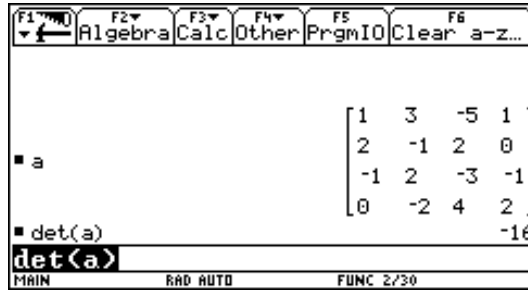 F1 F2 F3 F4 F5 F6
Algebra Calc Other PrgmIO Clear a-z…
1 3 -5 1
2 -1 2 0
▪ a
-1 2 -3 -1
0 -2 4 2
▪ det(a) -16
det(a)
MAIN RAD AUTO FUNC 2/30